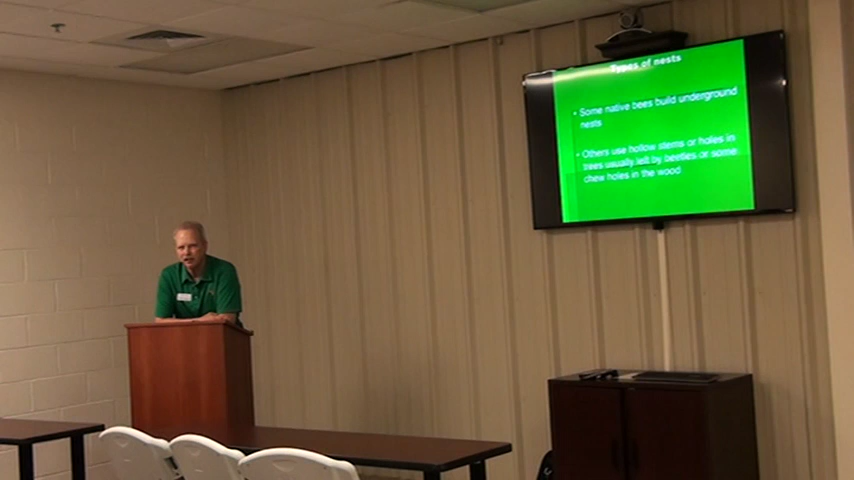 Types of nests
• Some native bees build underground
nests
• Others use hollow stems or holes in
trees usually left by beetles or some
chew holes in the wood